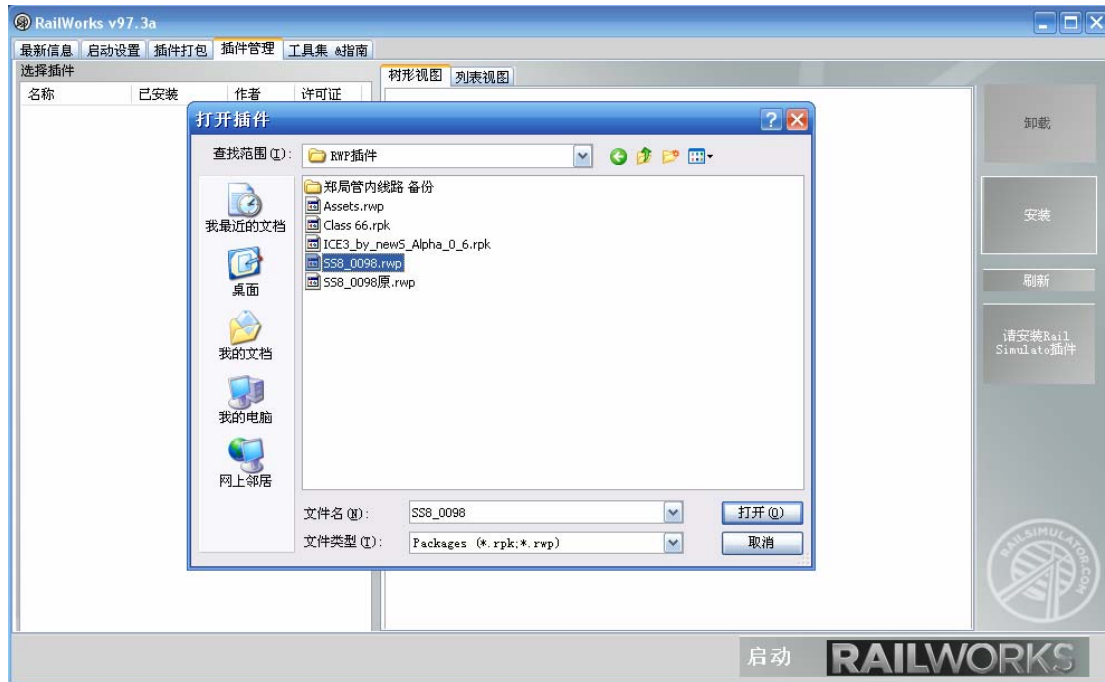 RailWorks v97.3a
最新信息 启动设置 插件打包 插件管理 工具集 &指南
选择插件
树形视图 列表视图
名称 已安装 作者 许可证
打开插件
查找范围(I): RWP插件
郑局管内线路 备份
Assets.rwp
Class 66.rpk
ICE3_by_newS_Alpha_0_6.rpk
SS8_0098.rwp
SS8_0098原.rwp
我最近的文档
桌面
我的文档
我的电脑
网上邻居
文件名(N): SS8_0098
打开(O)
文件类型(T): Packages (*.rpk;*.rwp)
取消
卸载
安装
刷新
请安装Rail
Simulato插件
RAILSIMULATOR.COM
启动 RAILWORKS